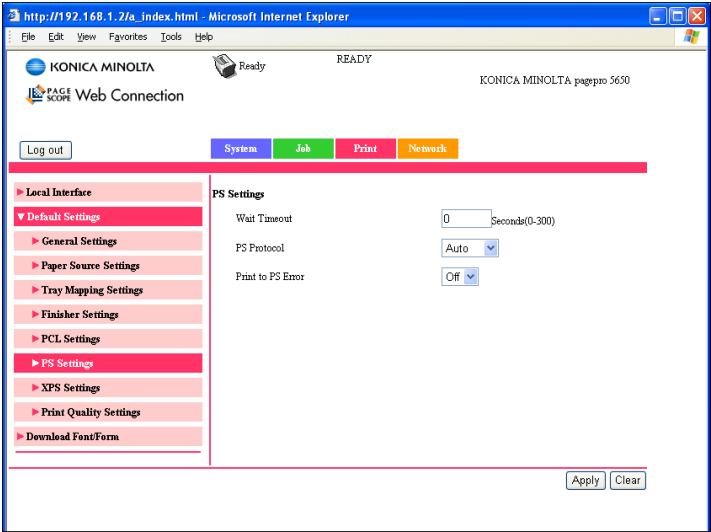 http://192.168.1.2/a_index.html - Microsoft Internet Explorer
File Edit View Favorites Tools Help
KONICA MINOLTA
Ready
READY
KONICA MINOLTA pagepro 5650
PAGE SCOPE Web Connection
Log out
System Job Print Network
Local Interface
Default Settings
General Settings
Paper Source Settings
Tray Mapping Settings
Finisher Settings
PCL Settings
PS Settings
XPS Settings
Print Quality Settings
Download Font/Form
PS Settings
Wait Timeout 0 Seconds(0-300)
PS Protocol Auto
Print to PS Error Off
Apply Clear